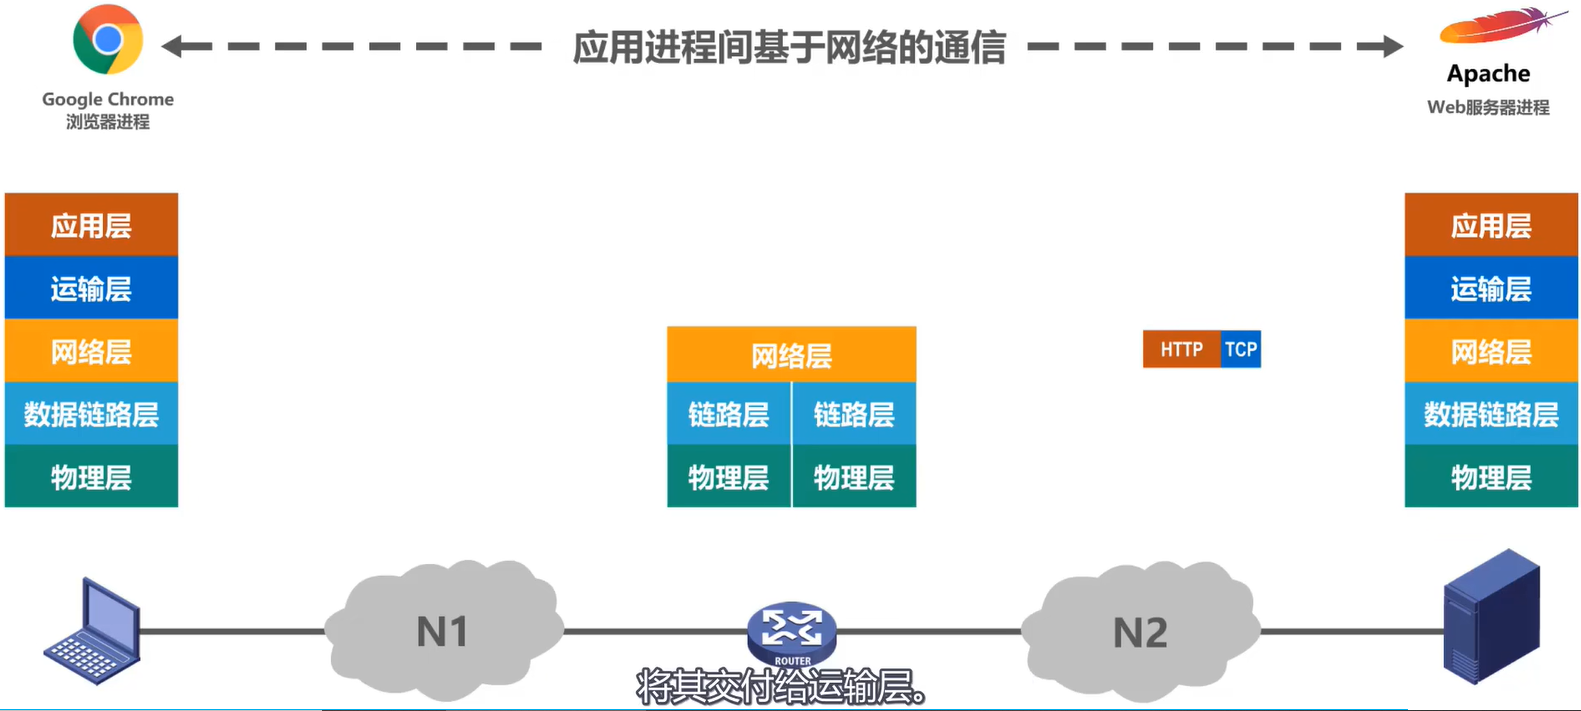 应用进程间基于网络的通信
Google Chrome
浏览器进程
Apache
Web服务器进程
应用层
运输层
网络层
数据链路层
物理层
网络层
链路层 链路层
物理层 物理层
HTTP TCP
应用层
运输层
网络层
数据链路层
物理层
N1
ROUTER
N2
将其交付给运输层。